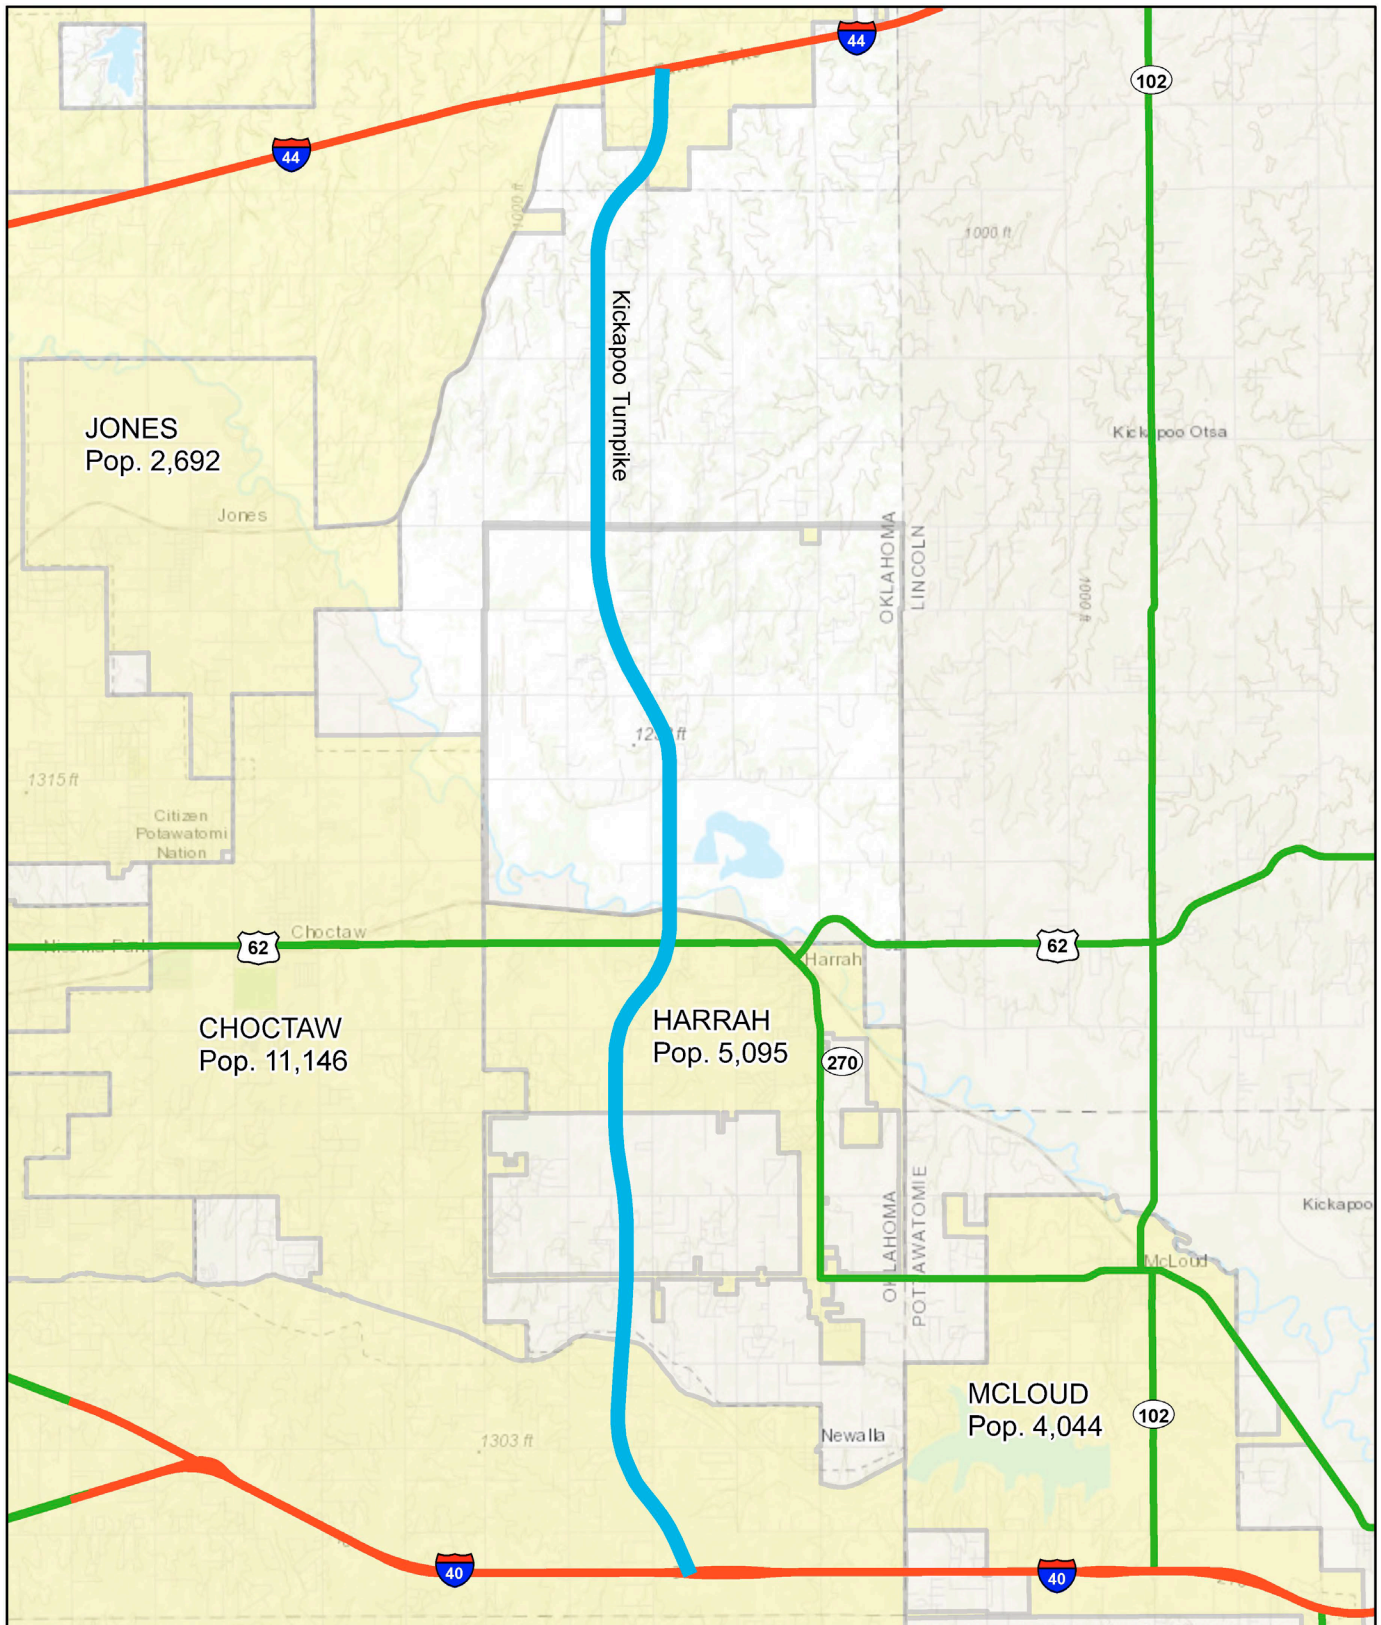 44
102
44
1000 ft
1000 ft
Kickapoo Turnpike
JONES
Pop. 2,692
Kickapoo Otsa
Jones
OKLAHOMA
LINCOLN
1000 ft
1315 ft
Citizen
Potawatomi
Nation
Choctaw
62
62
Harrah
CHOCTAW
Pop. 11,146
HARRAH
Pop. 5,095
270
OKLAHOMA
POTTAWATOMIE
Kickapoo
McLoud
MCLOUD
Pop. 4,044
102
Newalla
1303 ft
40
40